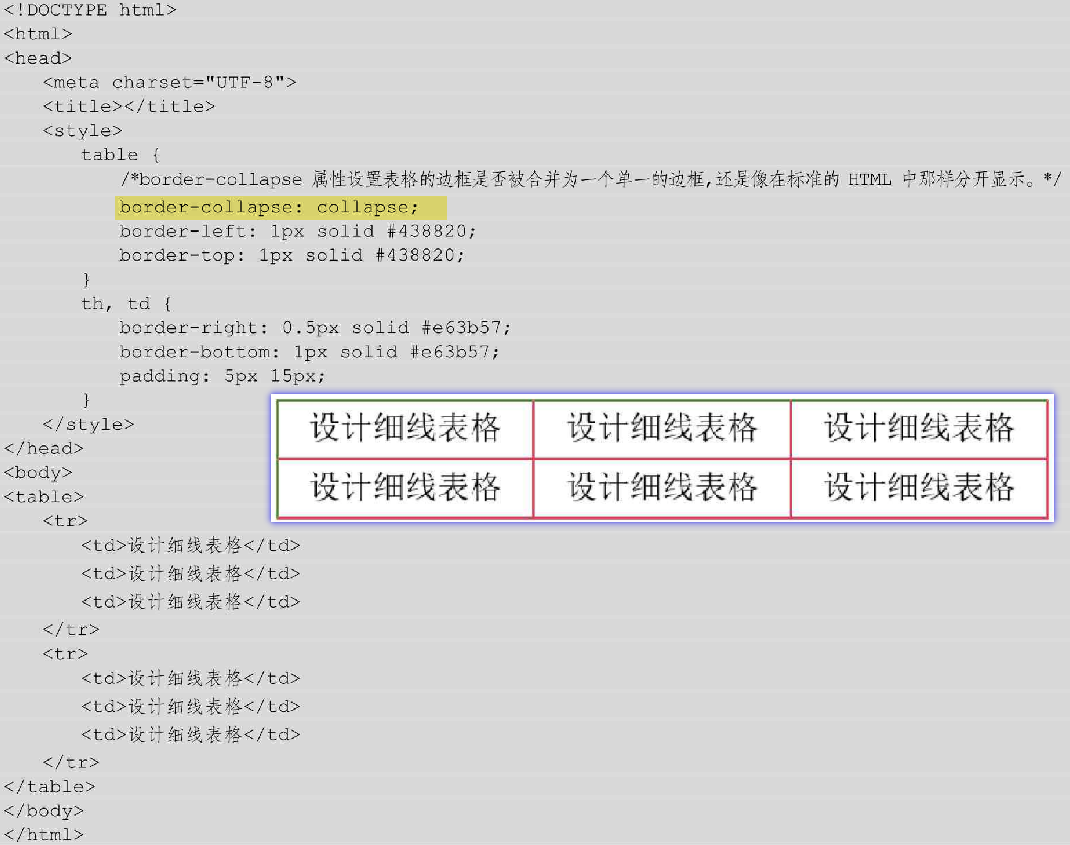 <!DOCTYPE html>
<html>
<head>
<meta charset="UTF-8">
<title></title>
<style>
table {
/*border-collapse 属性设置表格的边框是否被合并为一个单一的边框,还是像在标准的 HTML 中那样分开显示。*/
border-collapse: collapse;
border-left: 1px solid #438820;
border-top: 1px solid #438820;
}
th, td {
border-right: 0.5px solid #e63b57;
border-bottom: 1px solid #e63b57;
padding: 5px 15px;
}
</style>
</head>
<body>
<table>
<tr>
<td>设计细线表格</td>
<td>设计细线表格</td>
<td>设计细线表格</td>
</tr>
<tr>
<td>设计细线表格</td>
<td>设计细线表格</td>
<td>设计细线表格</td>
</tr>
</table>
</body>
</html>
设计细线表格 设计细线表格 设计细线表格
设计细线表格 设计细线表格 设计细线表格